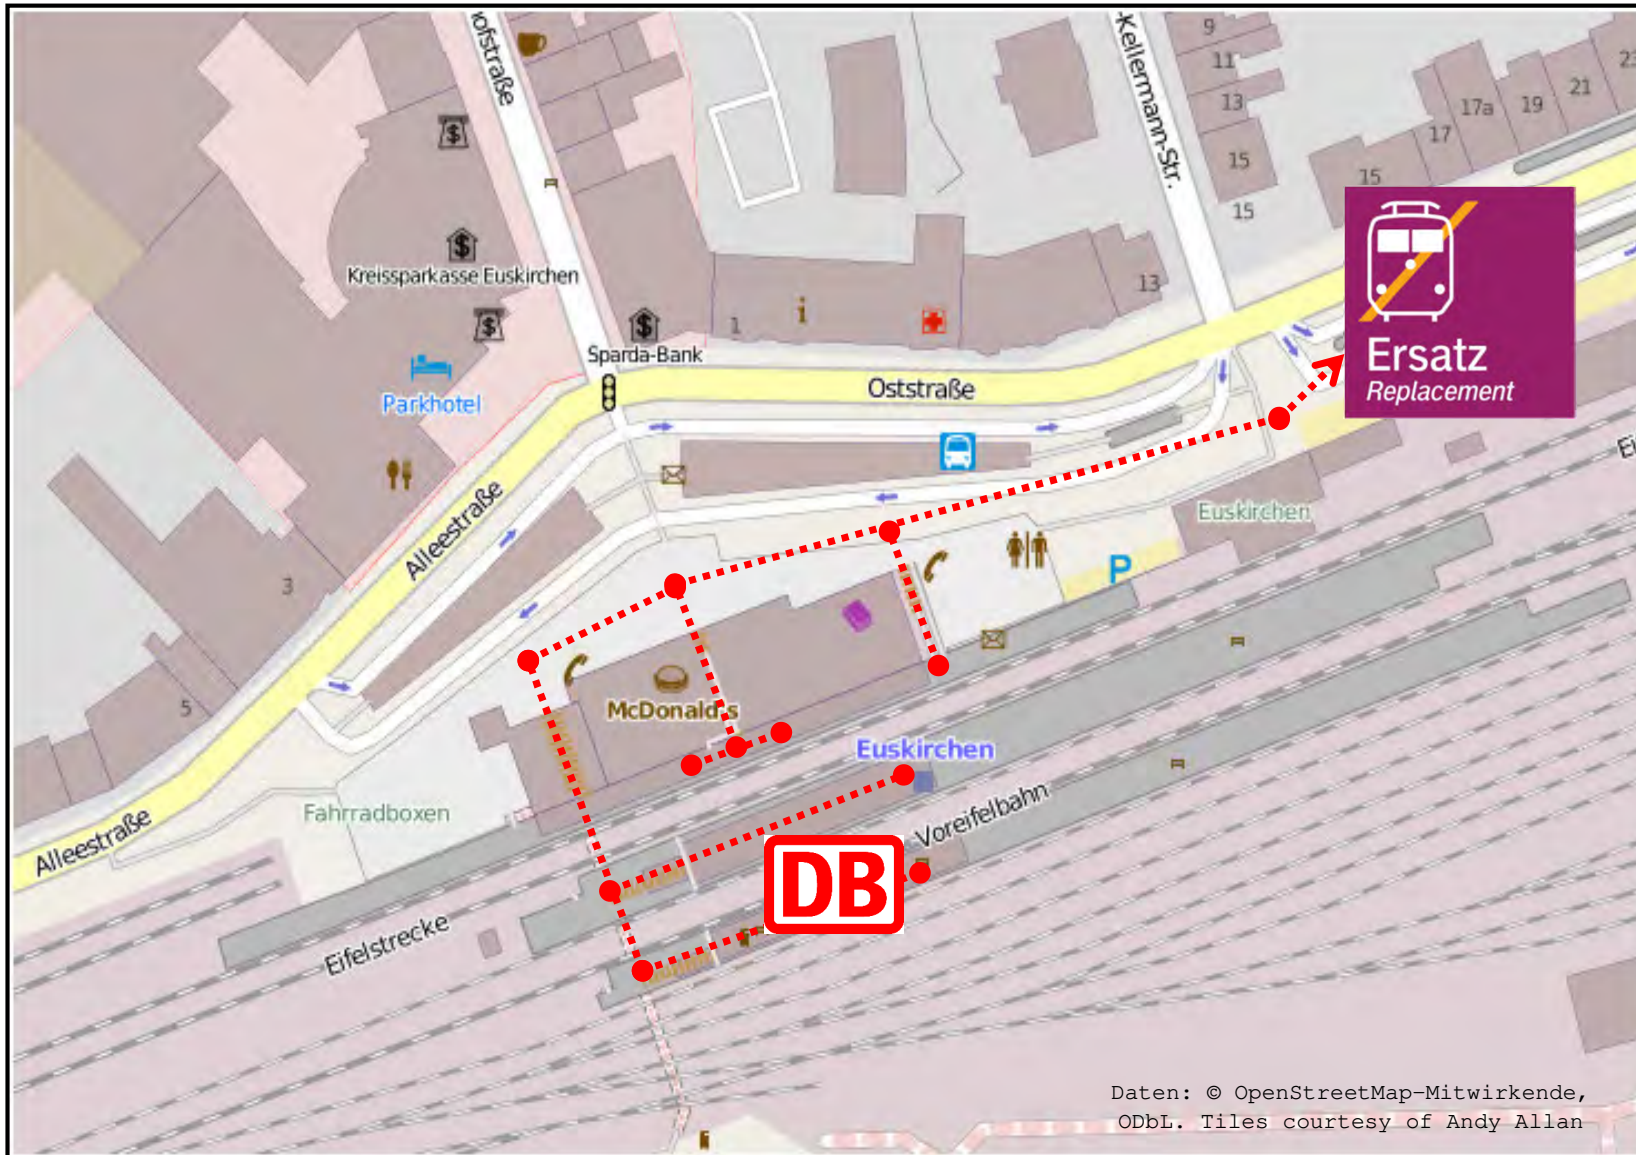 hofstraße
-Kellermann-Str.
9
11
13
15
15
17
17a
19
21
23
15
Kreissparkasse Euskirchen
13
1
Sparda-Bank
Ersatz
Replacement
Oststraße
Parkhotel
Alleestraße
Euskirchen
P
3
5
McDonald's
Euskirchen
Fahrradboxen
Voreifelbahn
Alleestraße
DB
Eifelstrecke
Daten: © OpenStreetMap-Mitwirkende,
ODbL. Tiles courtesy of Andy Allan